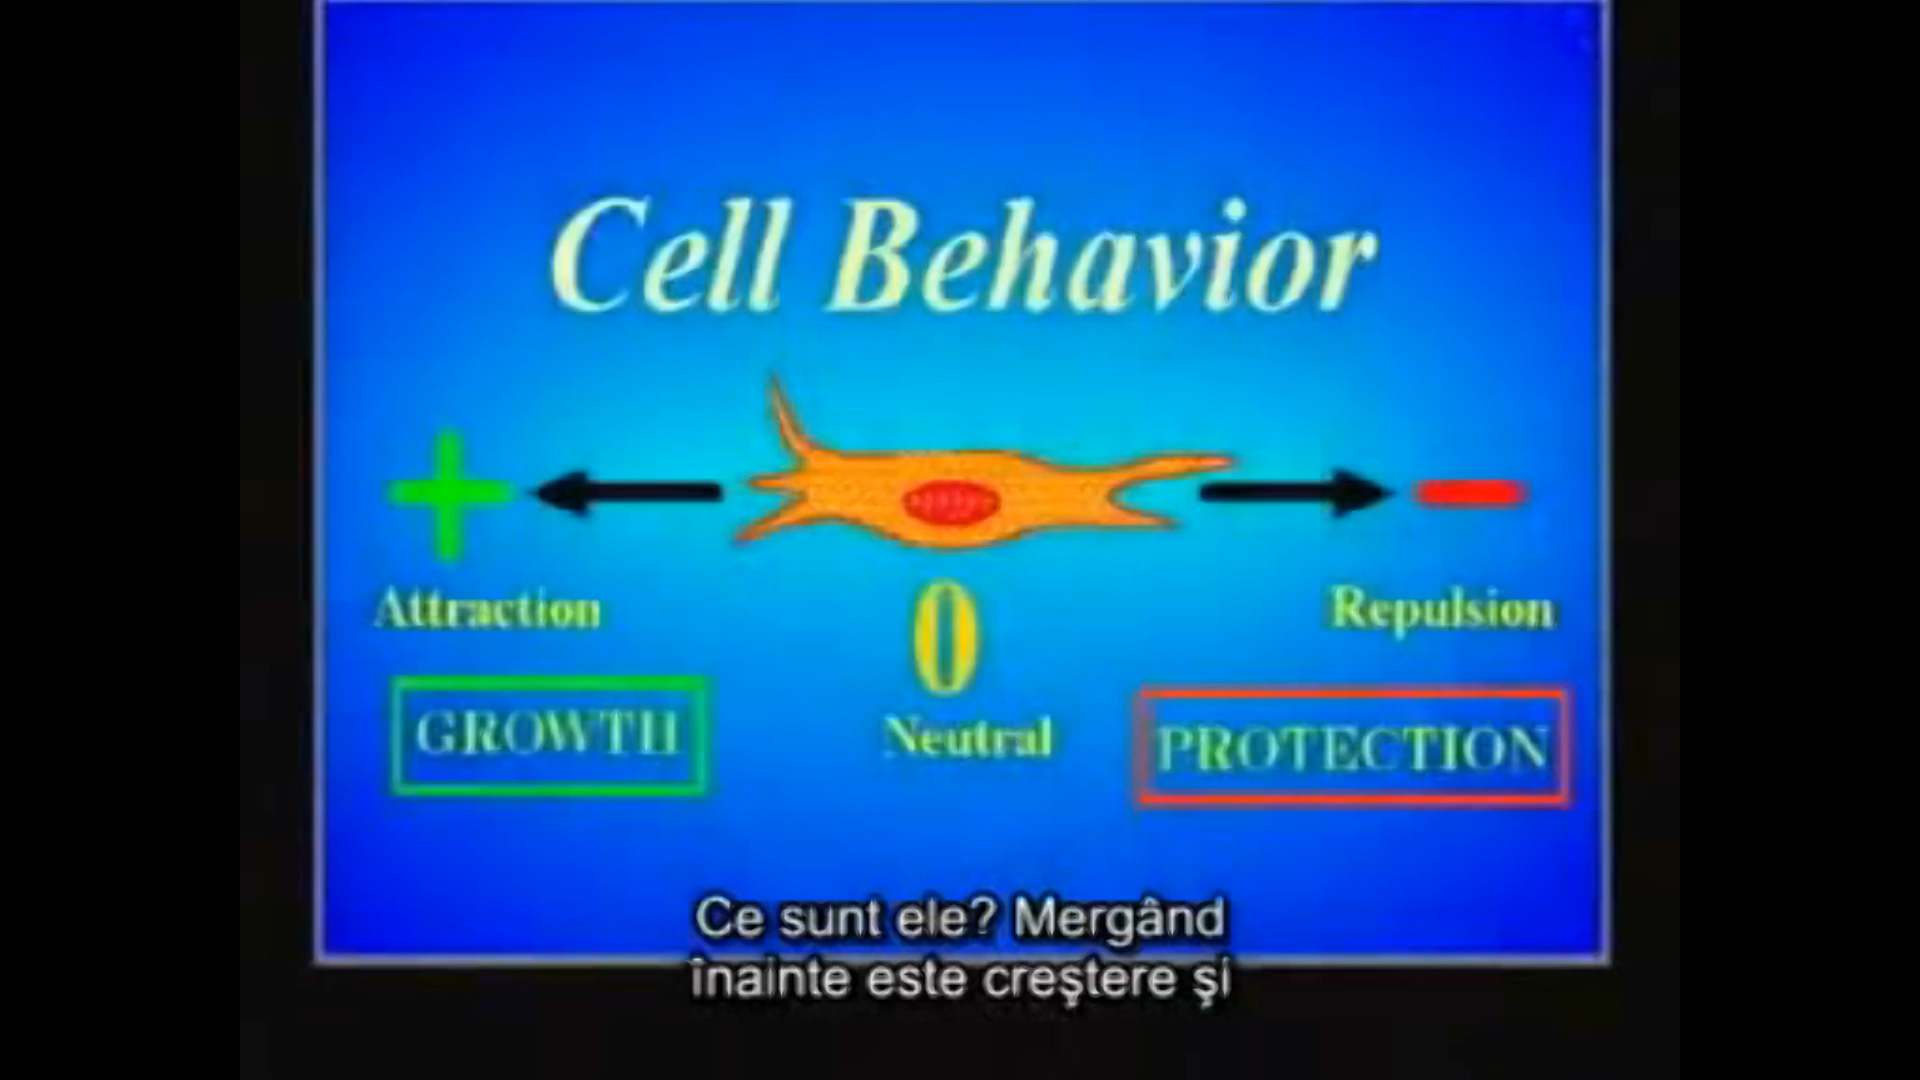 Cell Behavior
Attraction
0
Repulsion
GROWTH
Neutral
PROTECTION
Ce sunt ele? Mergând
înainte este creştere şi